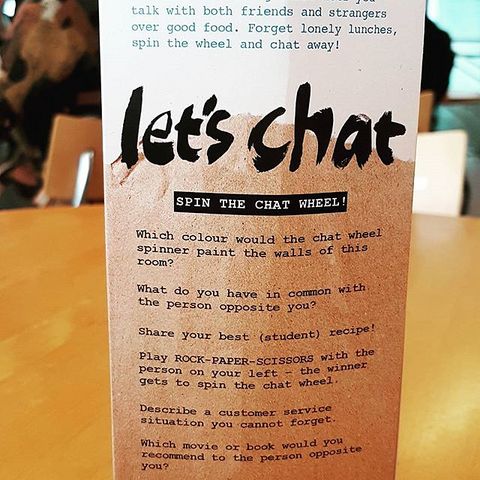 talk with both friends and strangers
over good food. Forget lonely lunches,
spin the wheel and chat away!
let's chat
SPIN THE CHAT WHEEL!
Which colour would the chat wheel
spinner paint the walls of this
room?
What do you have in common with
the person opposite you?
Share your best (student) recipe!
Play ROCK-PAPER-SCISSORS with the
person on your left – the winner
gets to spin the chat wheel.
Describe a customer service
situation you cannot forget.
Which movie or book would you
recommend to the person opposite
you?